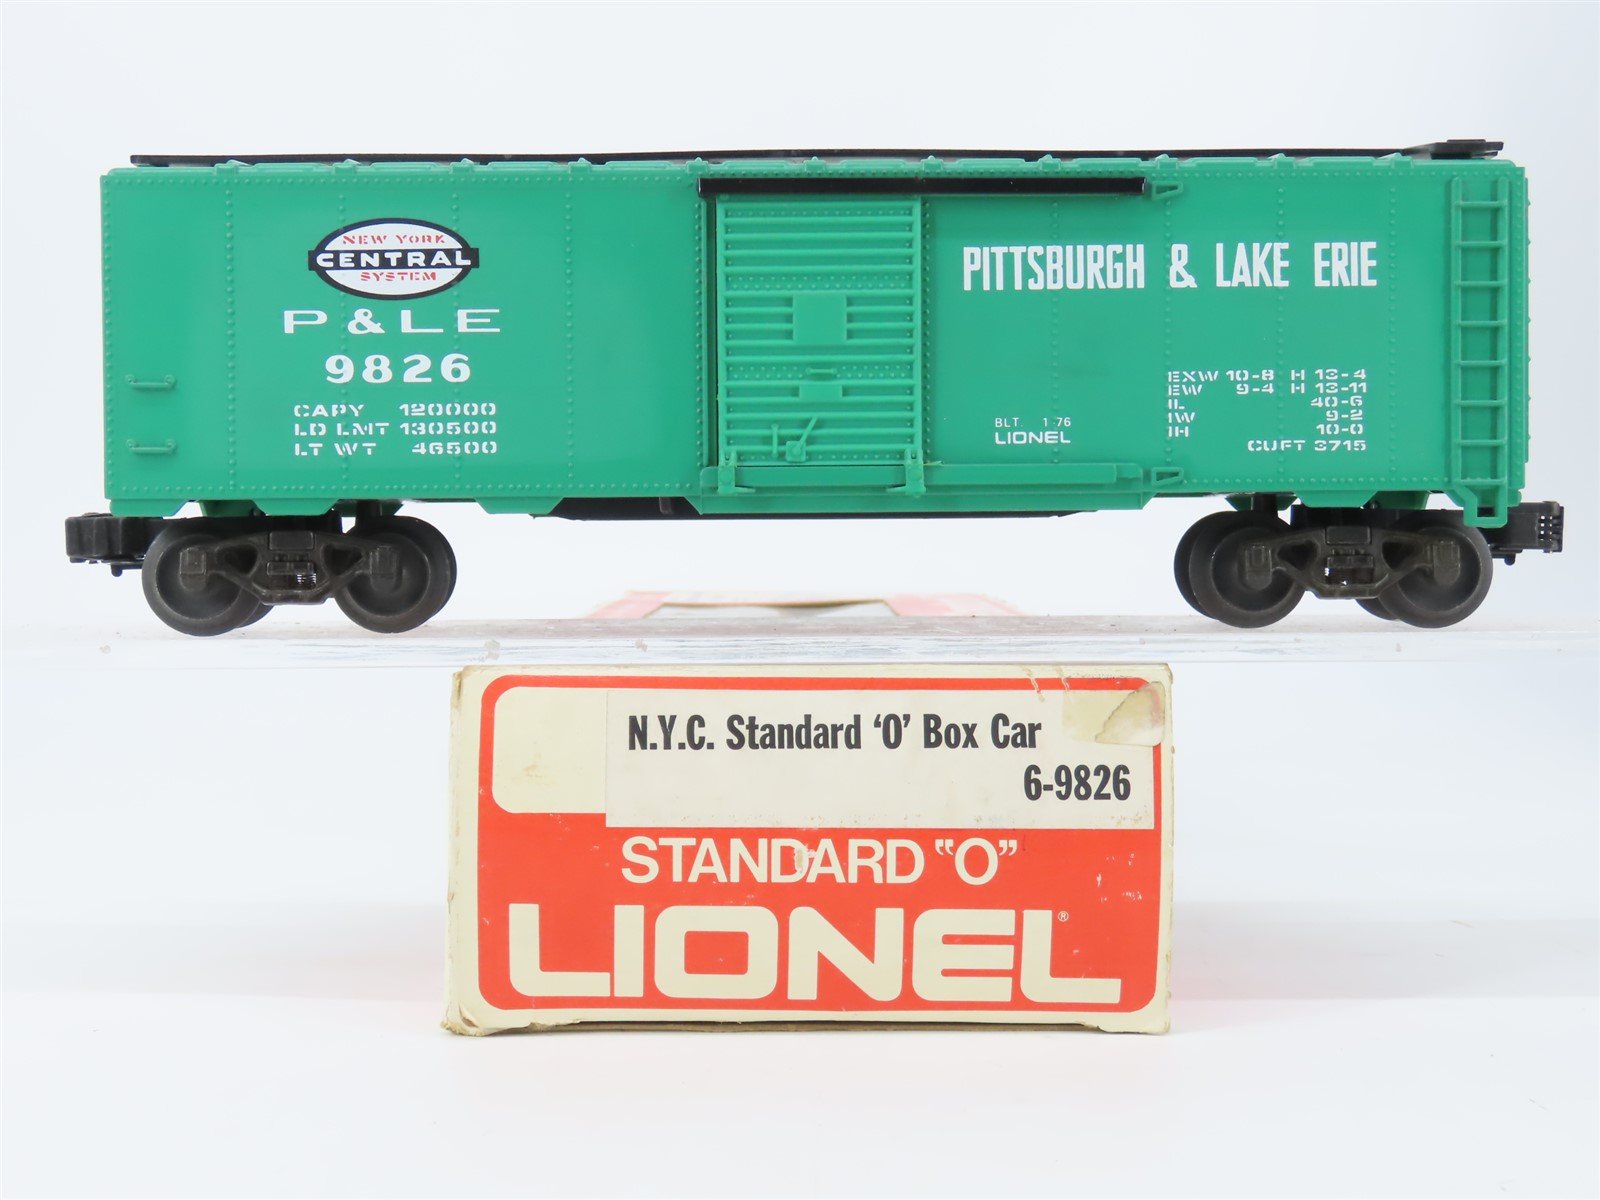 NEW YORK
CENTRAL
SYSTEM
P&LE
9826
CAPY 120000
LD LMT 130500
LT WT 46500
PITTSBURGH & LAKE ERIE
BLT 1-76
LIONEL
EXW 10-8 H 13-4
EW 9-4 H 13-11
IL 40-6
IW 9-2
IH 10-0
CU FT 3715
N.Y.C. Standard 'O' Box Car
6-9826
STANDARD "O"
LIONEL®